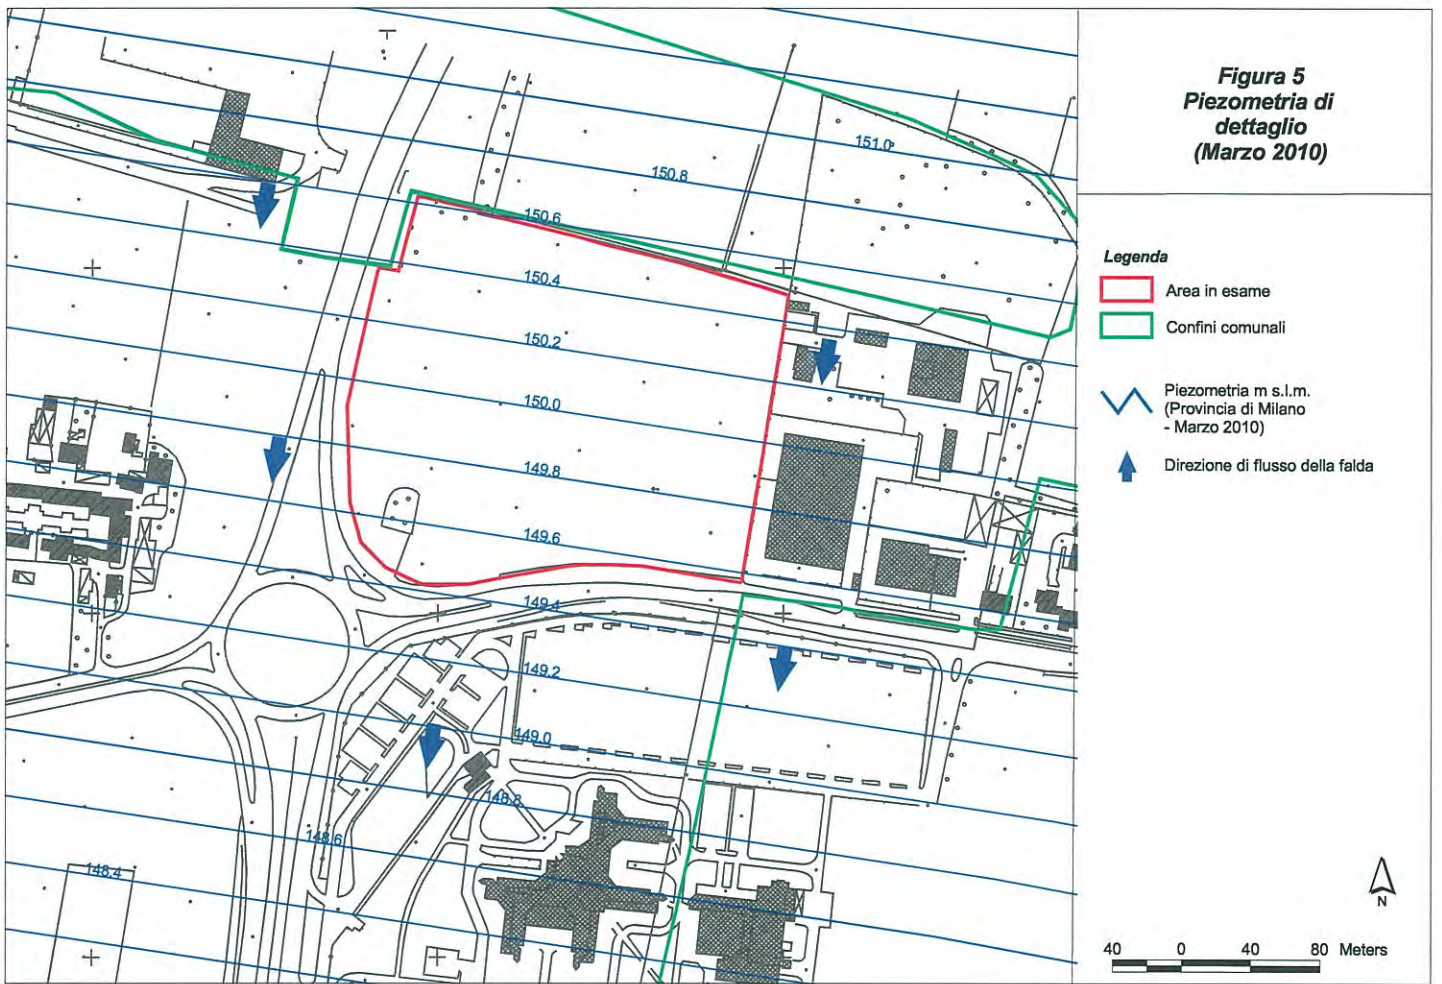 Figura 5
Piezometria di
dettaglio
(Marzo 2010)
Legenda
Area in esame
Confini comunali
Piezometria m s.l.m.
(Provincia di Milano
- Marzo 2010)
Direzione di flusso della falda
151.0
150.8
150.6
150.4
150.2
150.0
149.8
149.6
149.4
149.2
149.0
148.8
148.6
148.4
N
40 0 40 80 Meters